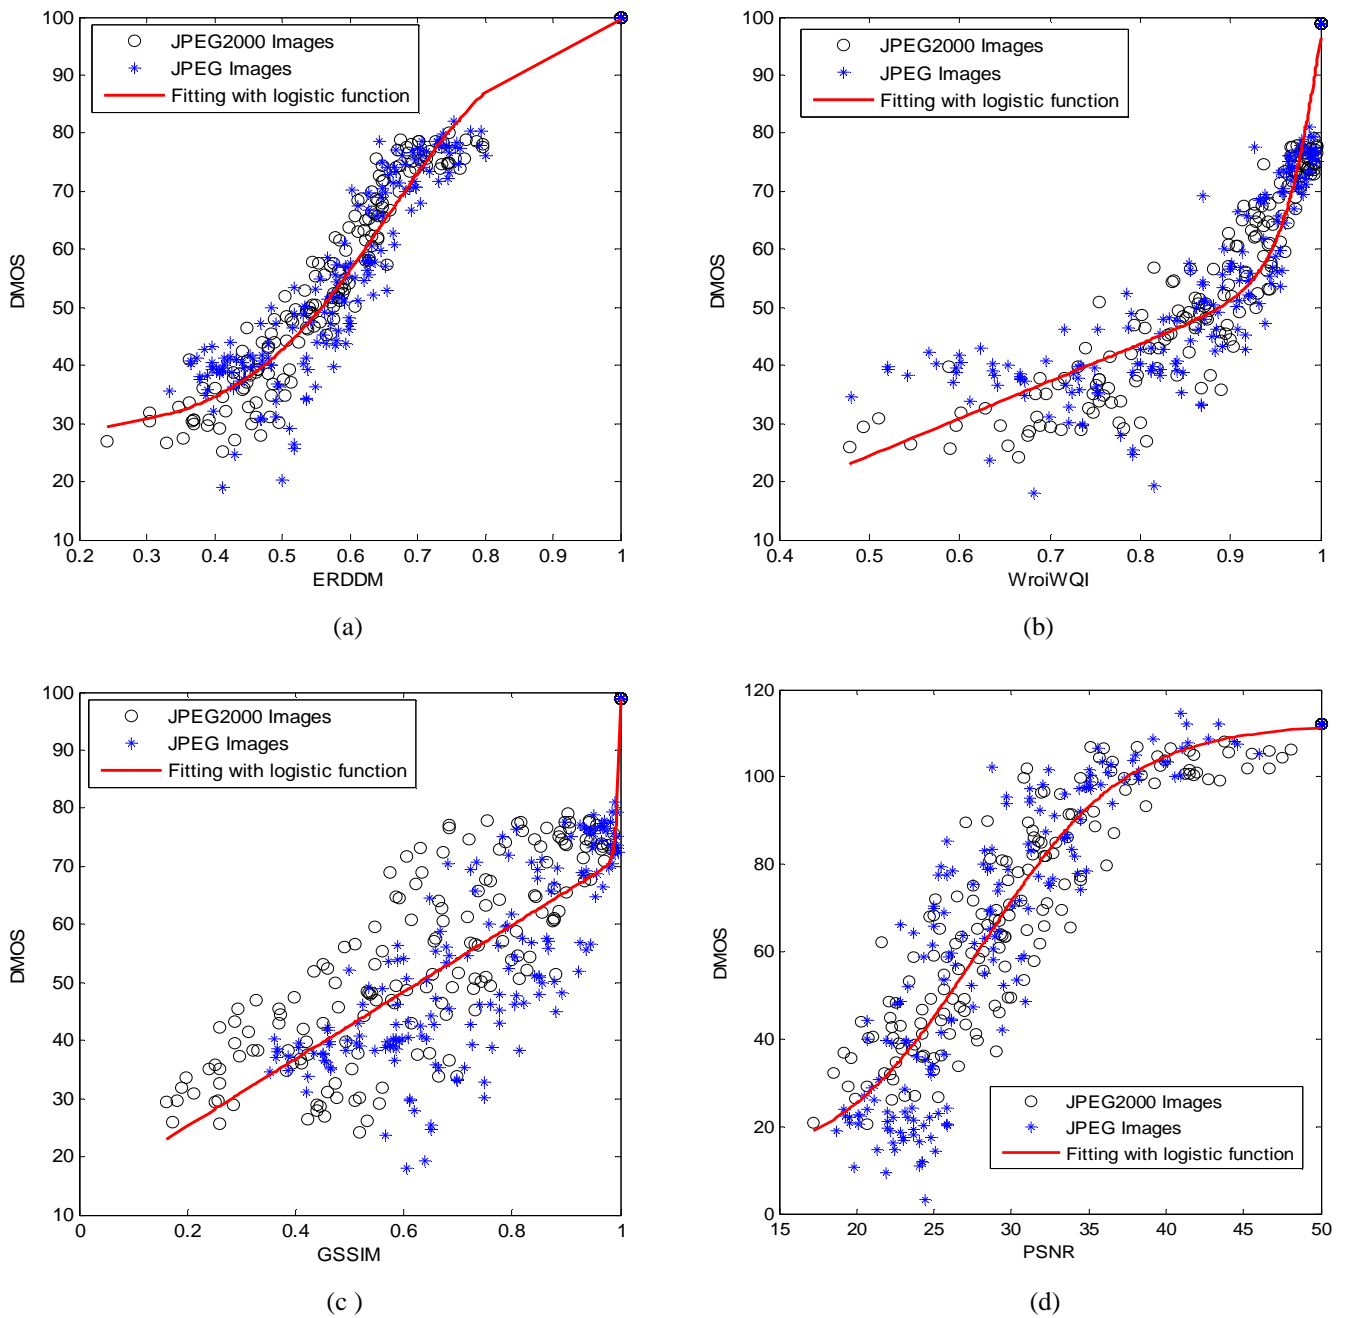 100
90
80
70
60
50
40
30
20
10
0.2
0.3
0.4
0.5
0.6
0.7
0.8
1
DMOS
ERDDM
JPEG2000 Images
JPEG Images
Fitting with logistic function
(a)
100
90
80
70
60
50
40
30
20
10
0.4
0.5
0.6
0.7
0.8
0.9
1
DMOS
WroiWQI
JPEG2000 Images
JPEG Images
Fitting with logistic function
(b)
100
90
80
70
60
50
40
30
20
10
0
0.2
0.4
0.6
0.8
1
DMOS
GSSIM
JPEG2000 Images
JPEG Images
Fitting with logistic function
(c )
120
100
80
60
40
20
0
15
20
25
30
35
40
45
50
DMOS
PSNR
JPEG2000 Images
JPEG Images
Fitting with logistic function
(d)